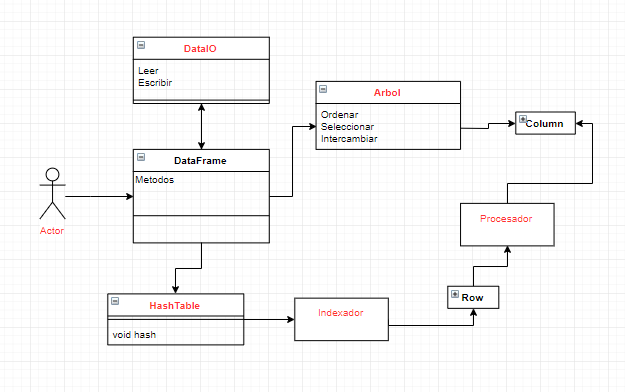 DataIO
Leer
Escribir
Arbol
Ordenar
Seleccionar
Intercambiar
Column
DataFrame
Metodos
Actor
Procesador
HashTable
void hash
Indexador
Row